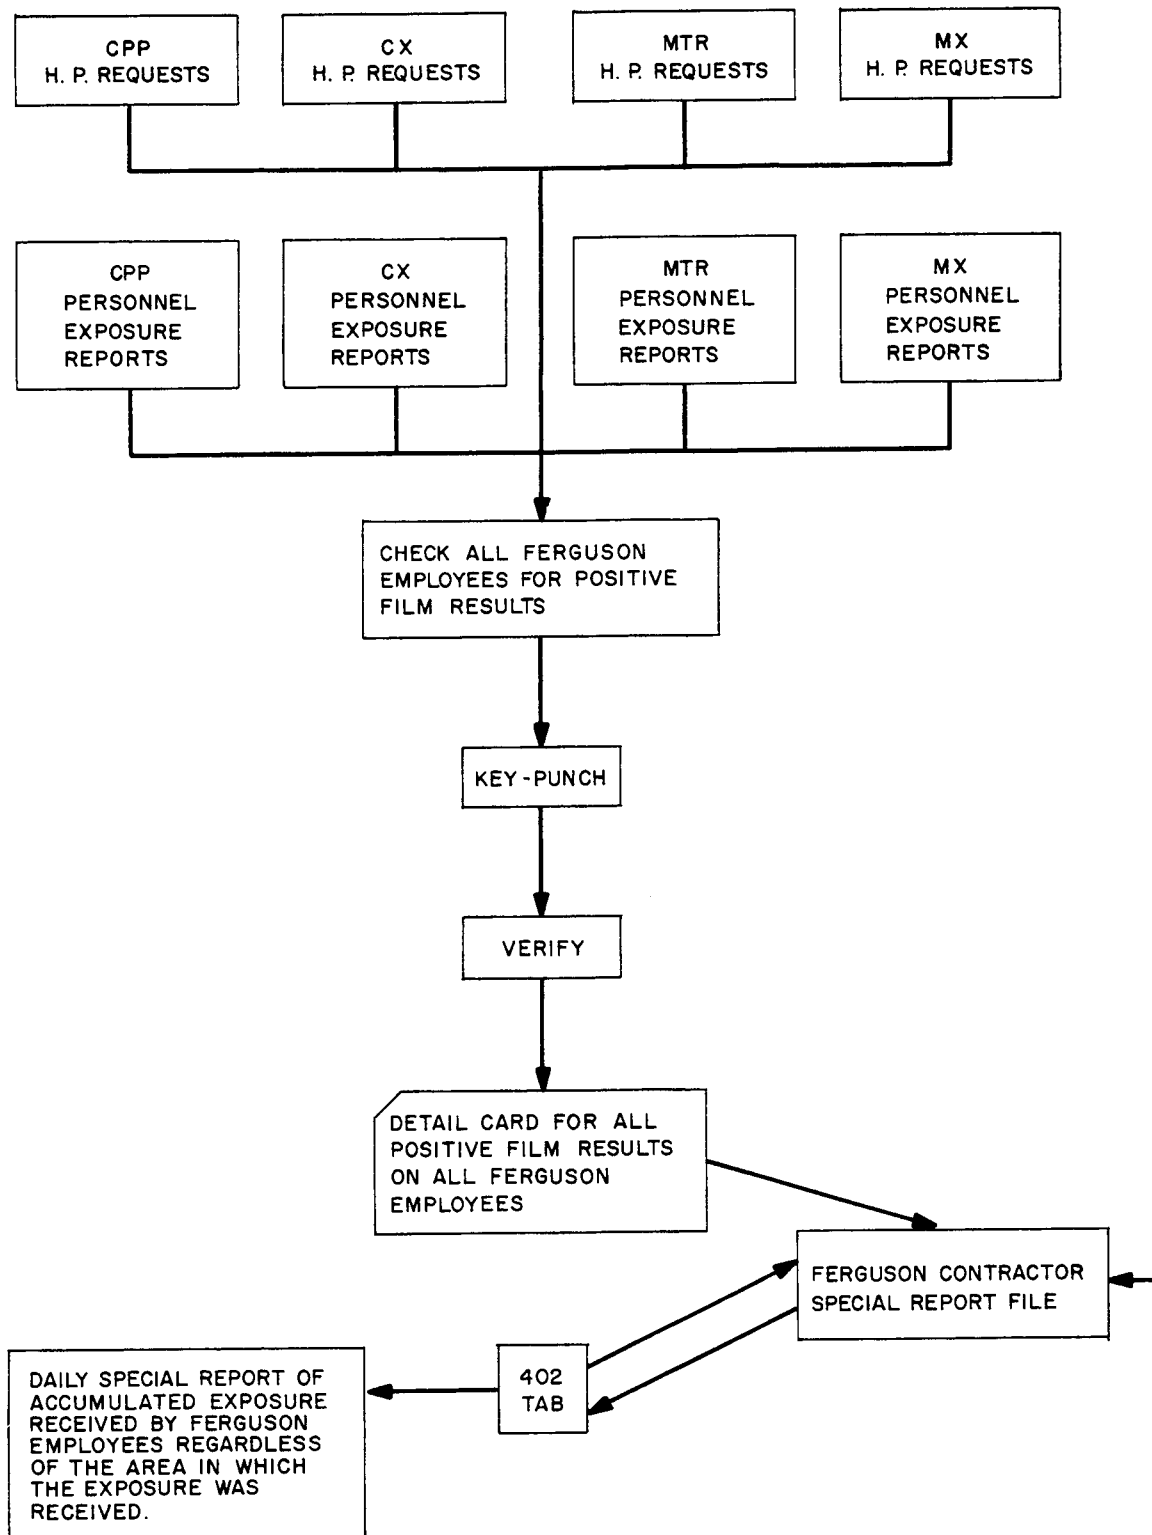 CPP
H. P. REQUESTS
CX
H. P. REQUESTS
MTR
H. P. REQUESTS
MX
H. P. REQUESTS
CPP
PERSONNEL
EXPOSURE
REPORTS
CX
PERSONNEL
EXPOSURE
REPORTS
MTR
PERSONNEL
EXPOSURE
REPORTS
MX
PERSONNEL
EXPOSURE
REPORTS
CHECK ALL FERGUSON
EMPLOYEES FOR POSITIVE
FILM RESULTS
KEY-PUNCH
VERIFY
DETAIL CARD FOR ALL
POSITIVE FILM RESULTS
ON ALL FERGUSON
EMPLOYEES
FERGUSON CONTRACTOR
SPECIAL REPORT FILE
402
TAB
DAILY SPECIAL REPORT OF
ACCUMULATED EXPOSURE
RECEIVED BY FERGUSON
EMPLOYEES REGARDLESS
OF THE AREA IN WHICH
THE EXPOSURE WAS
RECEIVED.